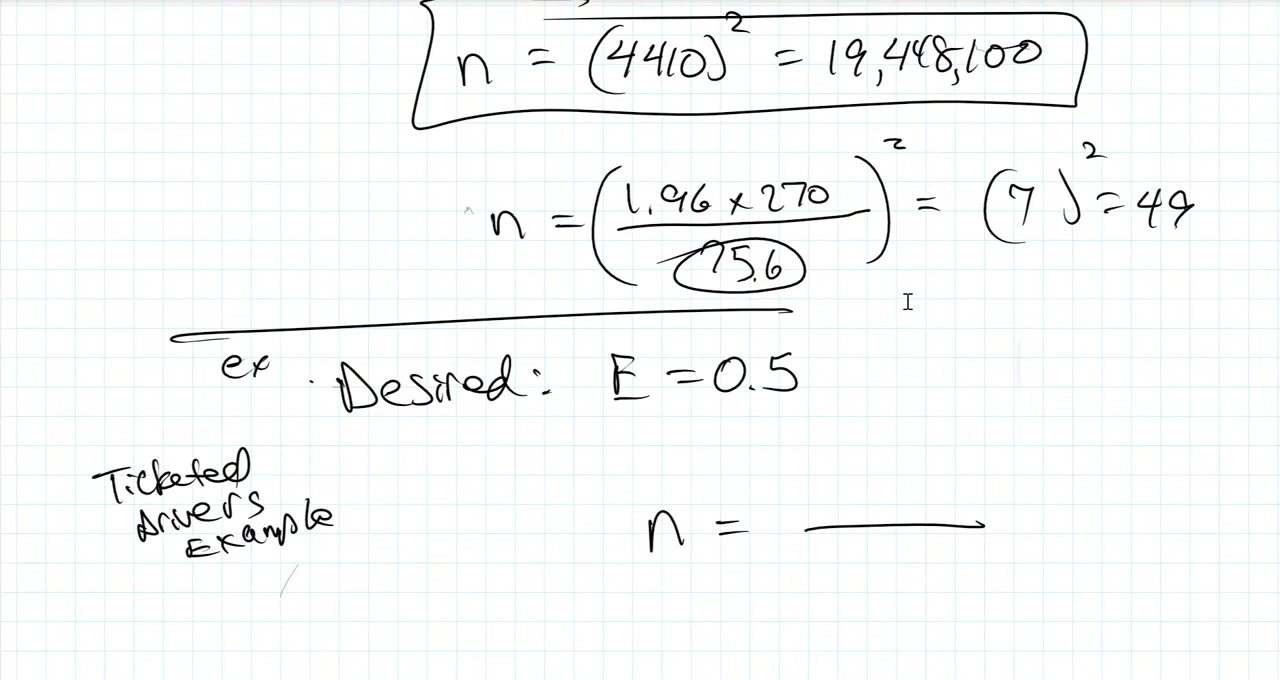 n = (4410)² = 19,448,100
n = (1.96 x 270 / 75.6)² = (7)² = 49
ex. Desired: E = 0.5
Ticketed
Drivers
Example
n =